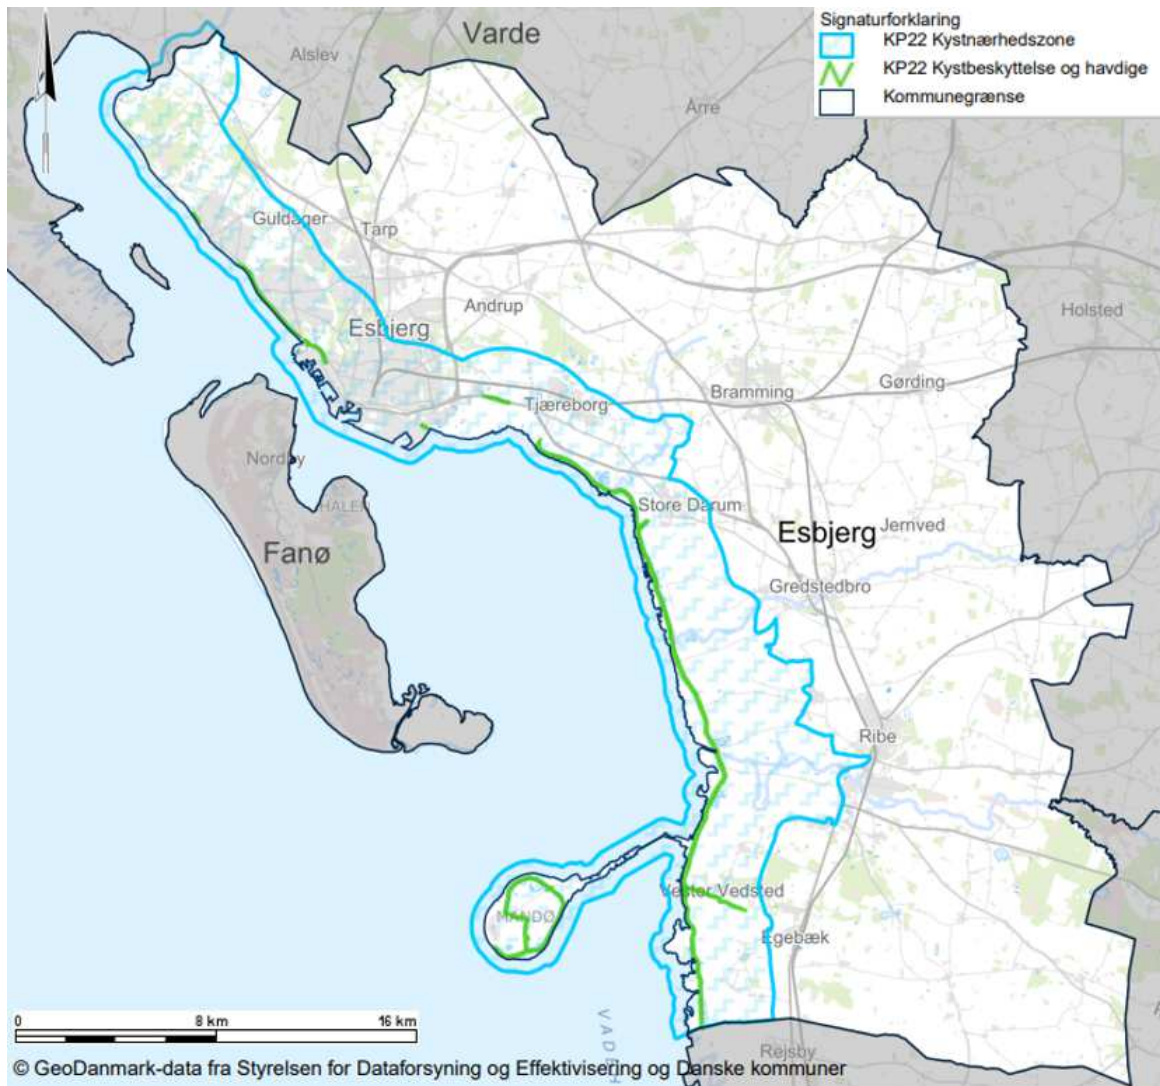 Signaturforklaring
KP22 Kystnærhedszone
KP22 Kystbeskyttelse og havdige
Kommunegrænse
Varde
Alslev
Årre
Guldager
Tarp
Holsted
Andrup
Esbjerg
Gørding
Bramming
Tjæreborg
Nordby
HALEN
Store Darum
Esbjerg
Jernved
Fanø
Gredstedbro
Ribe
Vester Vedsted
MANDØ
Egebæk
0 8 km 16 km
Rejsby
© GeoDanmark-data fra Styrelsen for Dataforsyning og Effektivisering og Danske kommuner